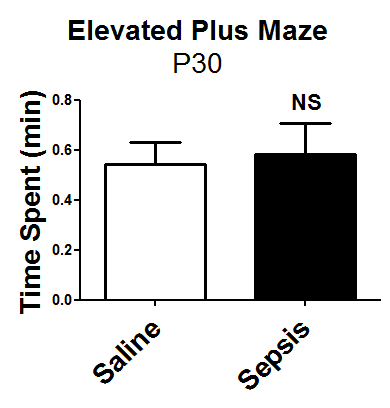 Elevated Plus Maze
P30
NS
Time Spent (min)
0.8
0.6
0.4
0.2
0.0
Saline
Sepsis